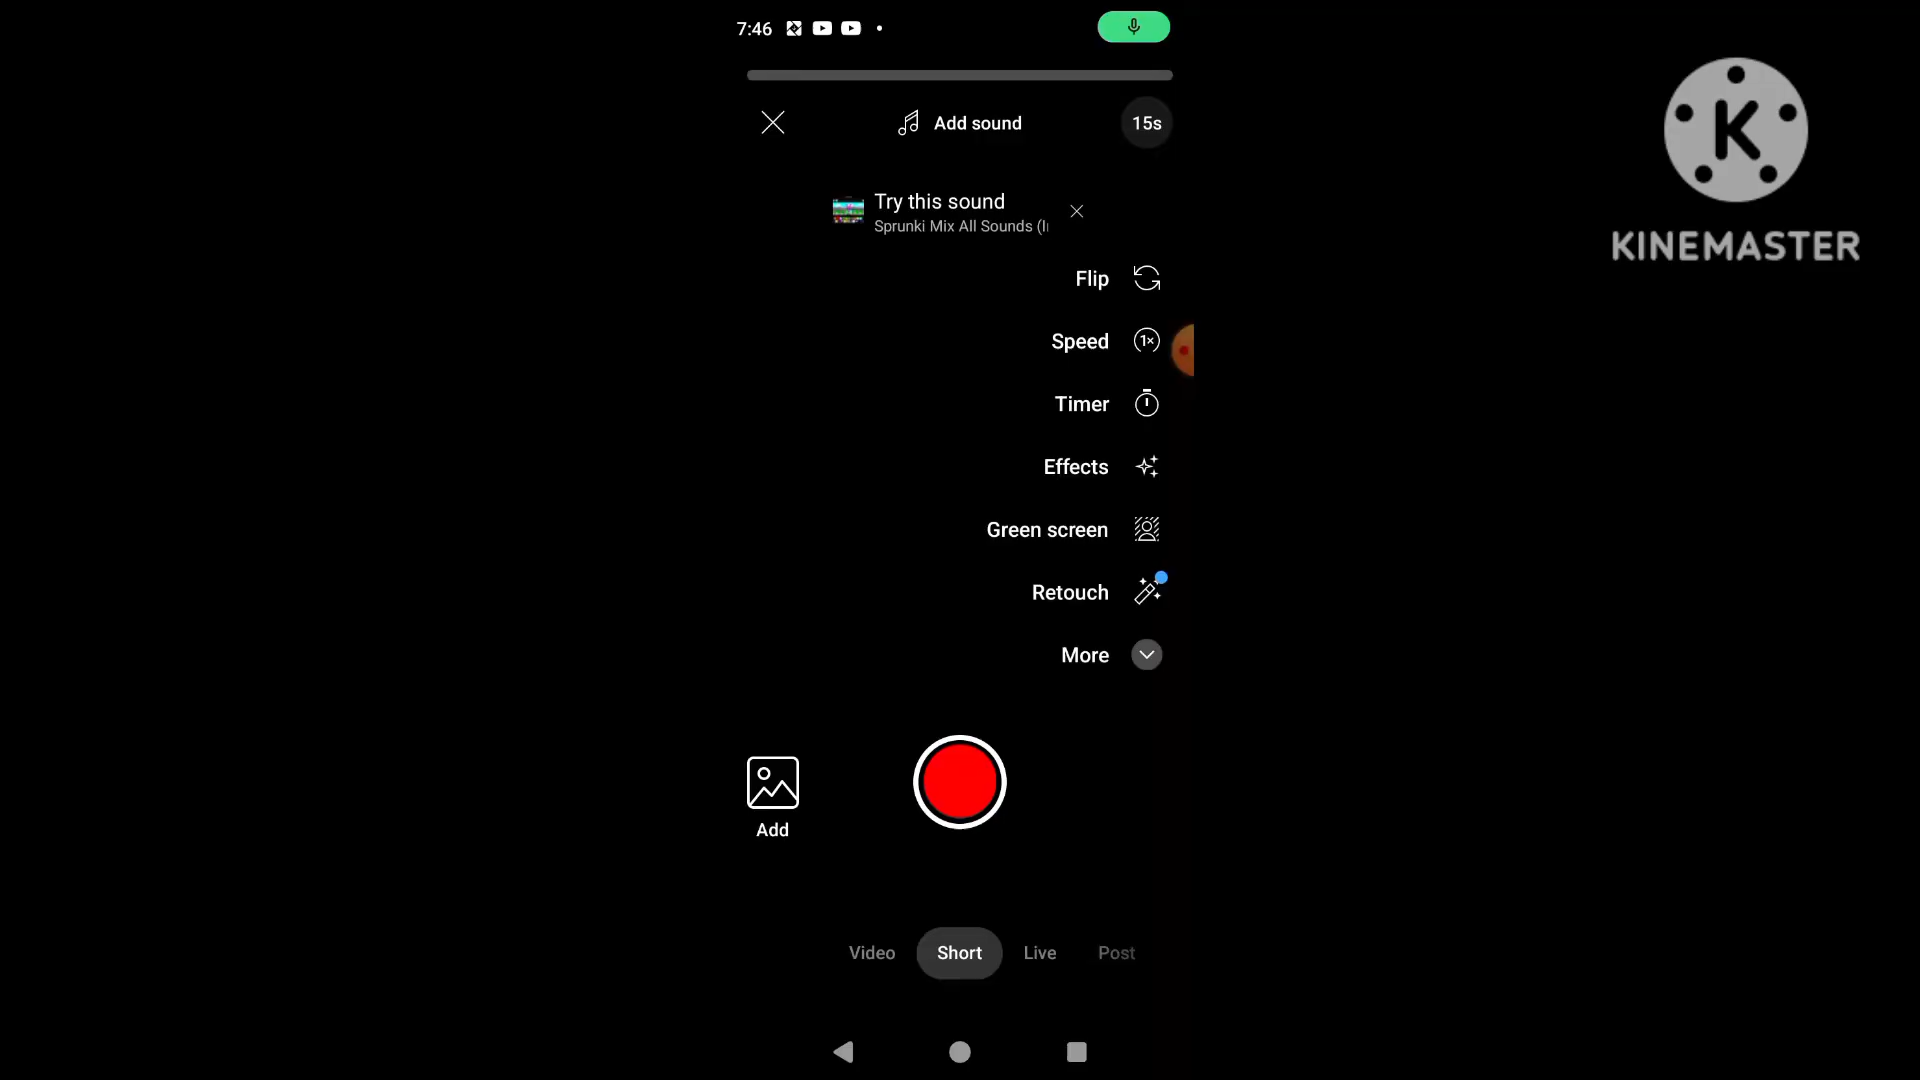 7:46
Add sound
15s
Try this sound
Sprunki Mix All Sounds (I
Flip
Speed
1×
Timer
Effects
Green screen
Retouch
More
Add
Video
Short
Live
Post
K
KINEMASTER